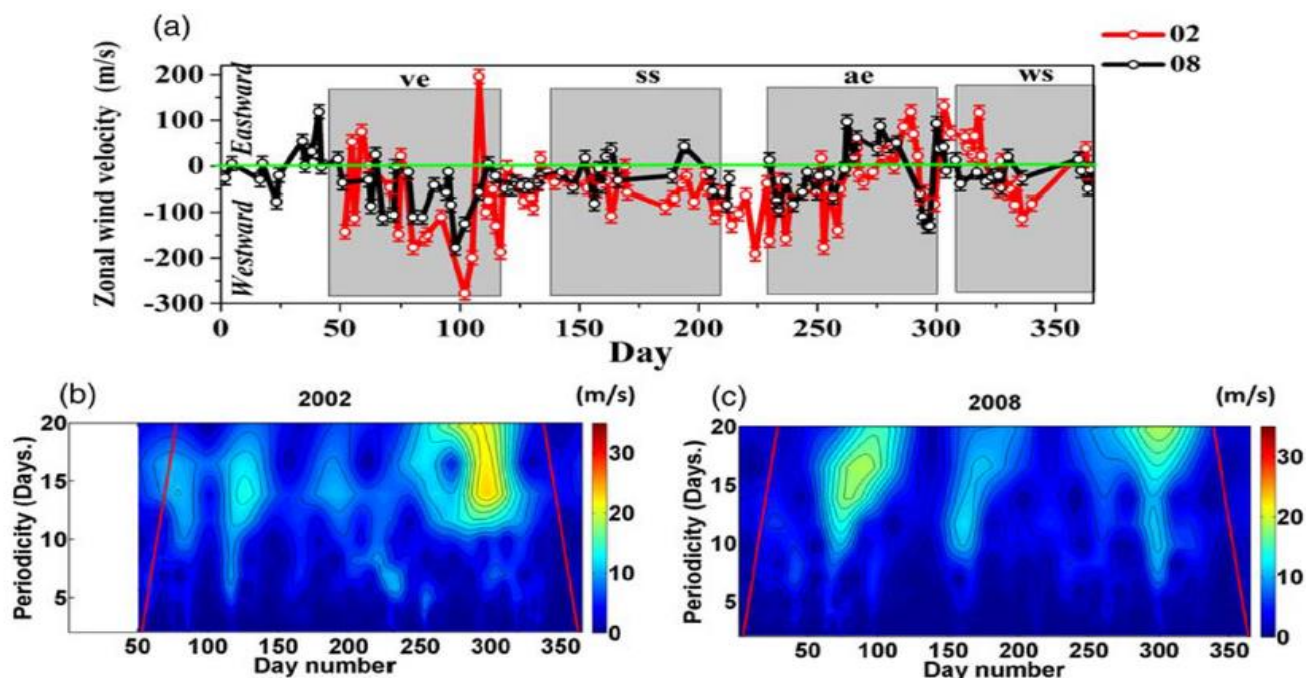 (a)
02
08
Zonal wind velocity (m/s)
Westward Eastward
ve ss ae ws
200
100
0
-100
-200
-300
0 50 100 150 200 250 300 350
Day
(b) 2002 (m/s)
Periodicity (Days.)
20
15
10
5
50 100 150 200 250 300 350
Day number
30
20
10
0
(c) 2008 (m/s)
Periodicity (Days.)
20
15
10
5
50 100 150 200 250 300 350
Day number
30
20
10
0